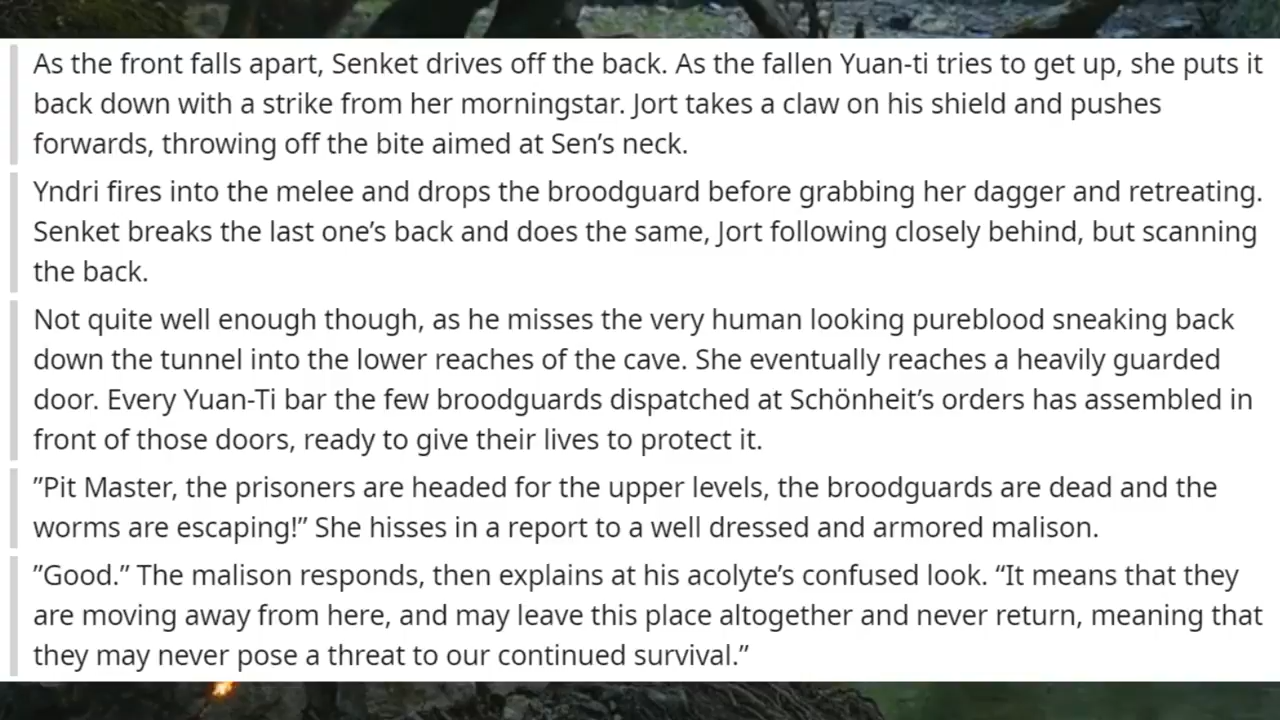 As the front falls apart, Senket drives off the back. As the fallen Yuan-ti tries to get up, she puts it
back down with a strike from her morningstar. Jort takes a claw on his shield and pushes
forwards, throwing off the bite aimed at Sen’s neck.
Yndri fires into the melee and drops the broodguard before grabbing her dagger and retreating.
Senket breaks the last one’s back and does the same, Jort following closely behind, but scanning
the back.
Not quite well enough though, as he misses the very human looking pureblood sneaking back
down the tunnel into the lower reaches of the cave. She eventually reaches a heavily guarded
door. Every Yuan-Ti bar the few broodguards dispatched at Schönheit’s orders has assembled in
front of those doors, ready to give their lives to protect it.
”Pit Master, the prisoners are headed for the upper levels, the broodguards are dead and the
worms are escaping!” She hisses in a report to a well dressed and armored malison.
”Good.” The malison responds, then explains at his acolyte’s confused look. “It means that they
are moving away from here, and may leave this place altogether and never return, meaning that
they may never pose a threat to our continued survival.”